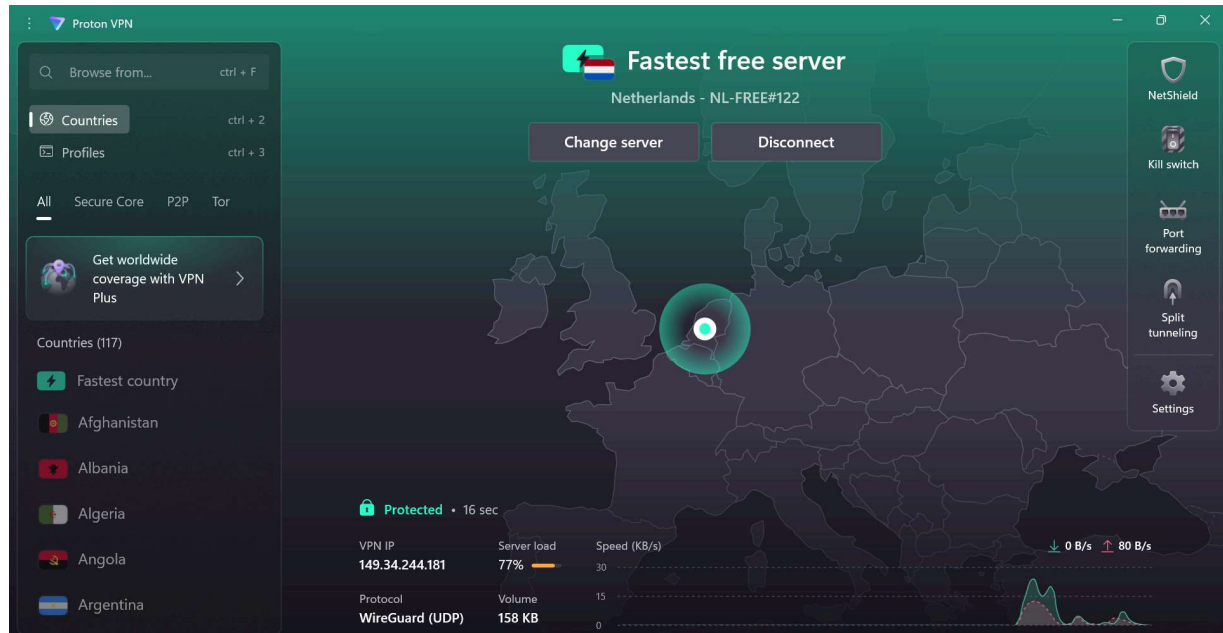 Proton VPN
Browse from...
ctrl + F
Countries
ctrl + 2
Profiles
ctrl + 3
All
Secure Core
P2P
Tor
Get worldwide
coverage with VPN
Plus
Countries (117)
Fastest country
Afghanistan
Albania
Algeria
Angola
Argentina
Fastest free server
Netherlands - NL-FREE#122
Change server
Disconnect
Protected • 16 sec
VPN IP
149.34.244.181
Server load
77%
Protocol
WireGuard (UDP)
Volume
158 KB
Speed (KB/s)
0 B/s
80 B/s
30
15
0
NetShield
Kill switch
Port
forwarding
Split
tunneling
Settings